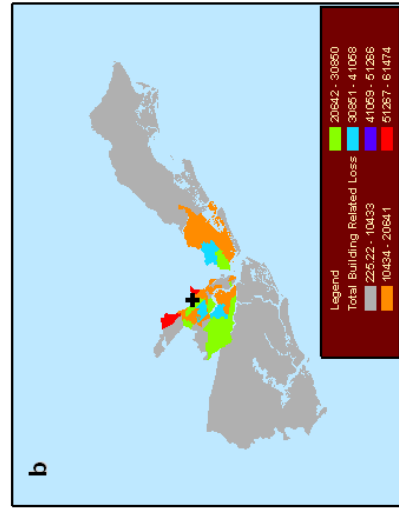 b
Legend
Total Building Related Loss
225.22 - 10433
10434 - 20641
20642 - 30850
30851 - 41058
41059 - 51266
51267 - 61474